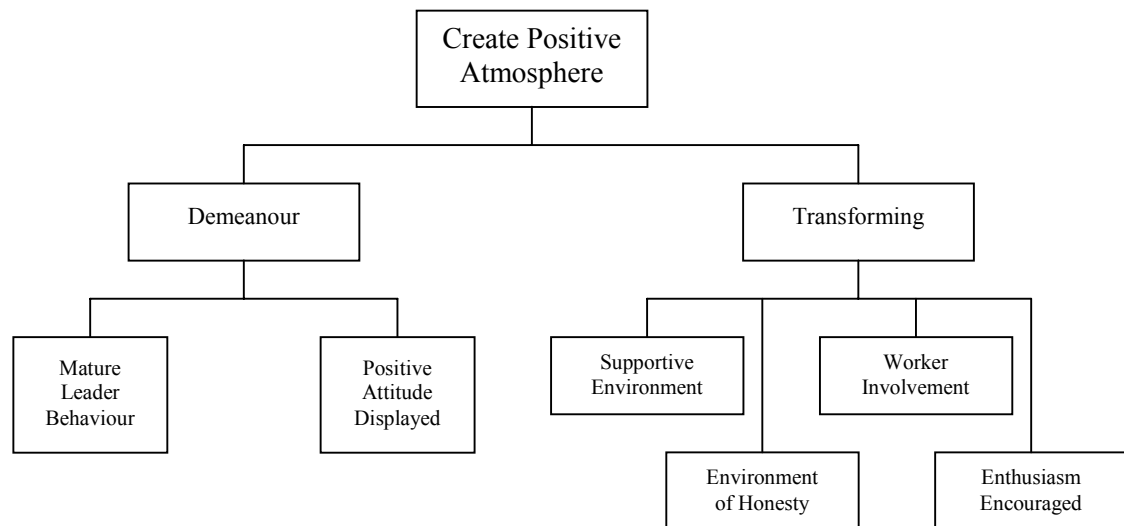 Create Positive
Atmosphere
Demeanour
Transforming
Mature
Leader
Behaviour
Positive
Attitude
Displayed
Supportive
Environment
Worker
Involvement
Environment
of Honesty
Enthusiasm
Encouraged